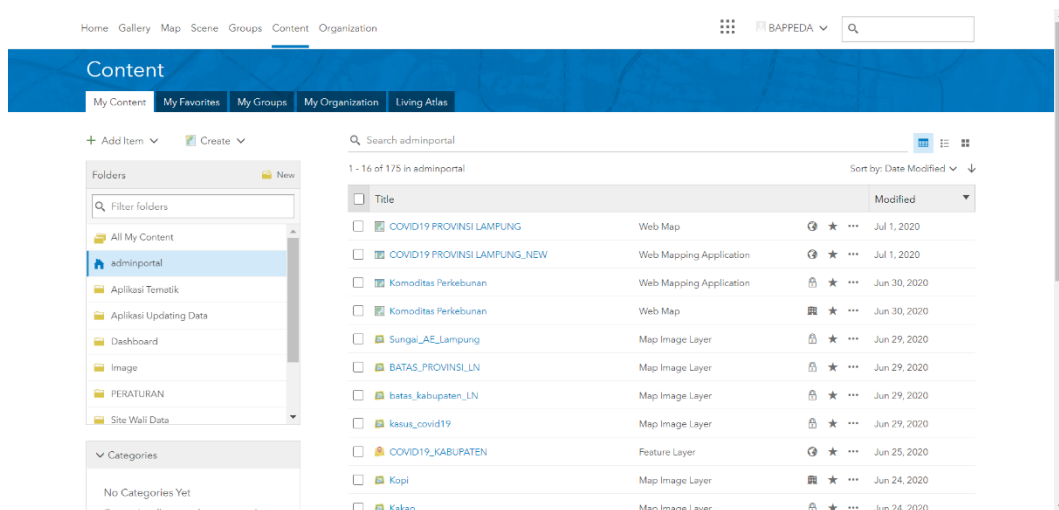 Home Gallery Map Scene Groups Content Organization BAPPEDA
Content
My Content My Favorites My Groups My Organization Living Atlas
Add Item Create Search adminportal
Folders New 1 - 16 of 175 in adminportal Sort by: Date Modified
Filter folders Title Modified
All My Content
adminportal
Aplikasi Tematik
Aplikasi Updating Data
Dashboard
Image
PERATURAN
Site Wali Data
Categories
No Categories Yet
COVID19 PROVINSI LAMPUNG Web Map Jul 1, 2020
COVID19 PROVINSI LAMPUNG_NEW Web Mapping Application Jul 1, 2020
Komoditas Perkebunan Web Mapping Application Jun 30, 2020
Komoditas Perkebunan Web Map Jun 30, 2020
Sungai_AE_Lampung Map Image Layer Jun 29, 2020
BATAS_PROVINSI_LN Map Image Layer Jun 29, 2020
batas_kabupaten_LN Map Image Layer Jun 29, 2020
kasus_covid19 Map Image Layer Jun 29, 2020
COVID19_KABUPATEN Feature Layer Jun 25, 2020
Kopi Map Image Layer Jun 24, 2020
Kakao Map Image Layer Jun 24, 2020